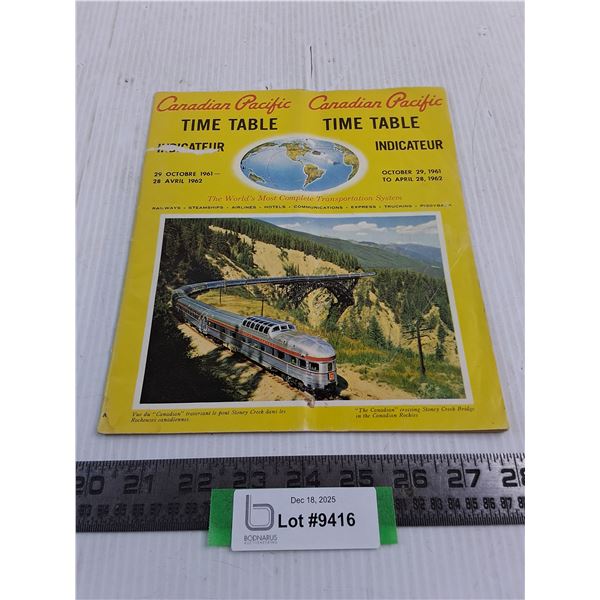 Canadian Pacific Canadian Pacific
TIME TABLE TIME TABLE
INDICATEUR INDICATEUR
29 OCTOBRE 1961—
28 AVRIL 1962
OCTOBER 29, 1961
TO APRIL 28, 1962
The World's Most Complete Transportation System
RAILWAYS • STEAMSHIPS • AIRLINES • HOTELS • COMMUNICATIONS • EXPRESS • TRUCKING • PIGGYBACK
A
Vue du "Canadien" traversant le pont Stoney Creek dans les
Rocheuses canadiennes
"The Canadian" crossing Stoney Creek Bridge
in the Canadian Rockies
20 21 22 23 24 25 26 27 28
Dec 18, 2025
Lot #9416
BODNARUS
AUCTIONEERING